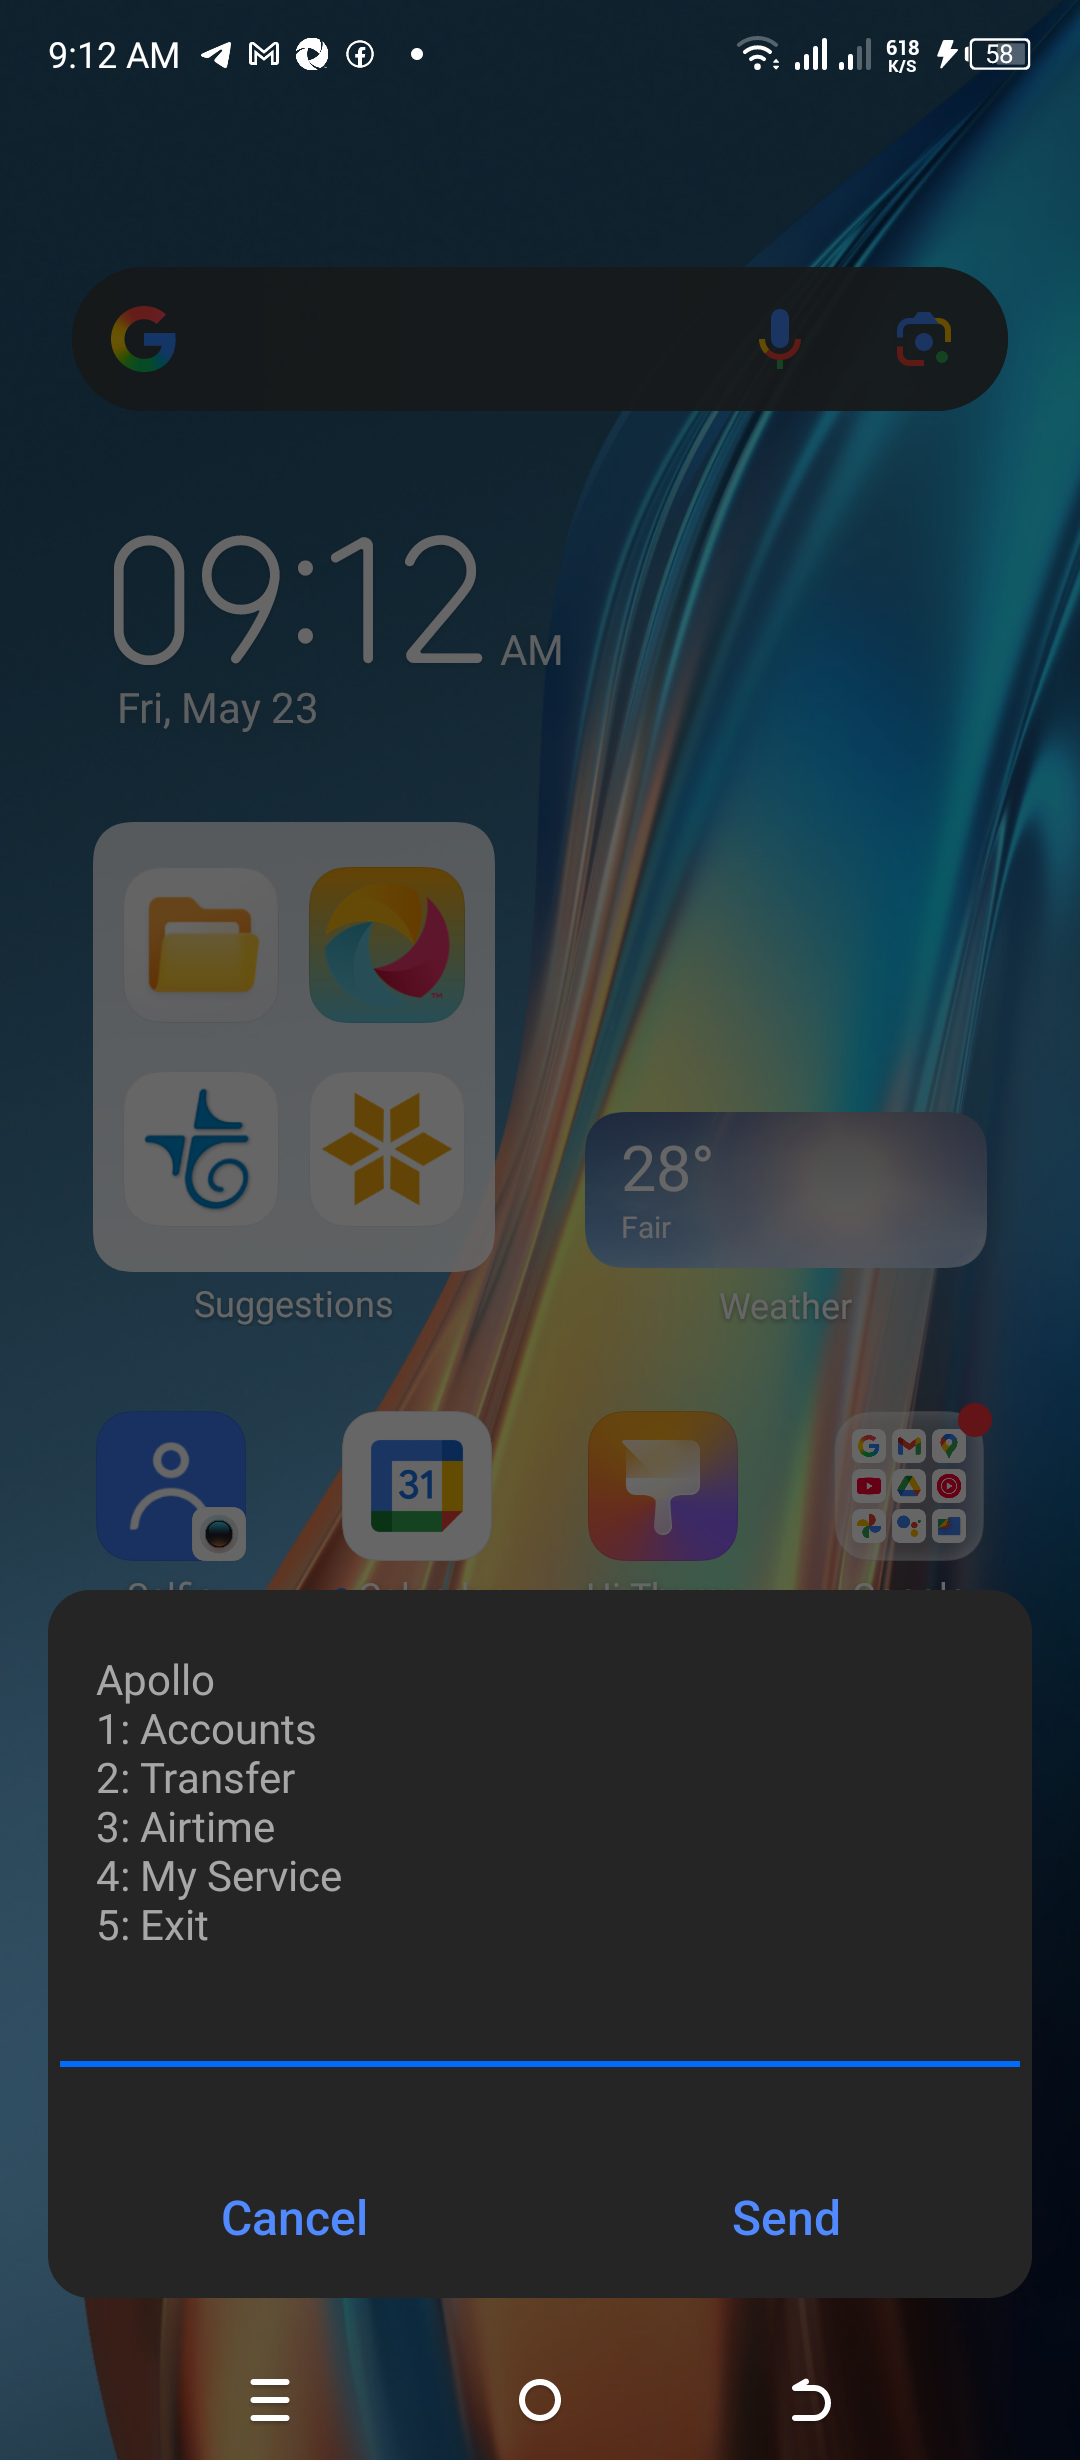 9:12 AM
618
K/S
58
09:12 AM
Fri, May 23
28°
Fair
Suggestions
Weather
31
Apollo
1: Accounts
2: Transfer
3: Airtime
4: My Service
5: Exit
Cancel
Send